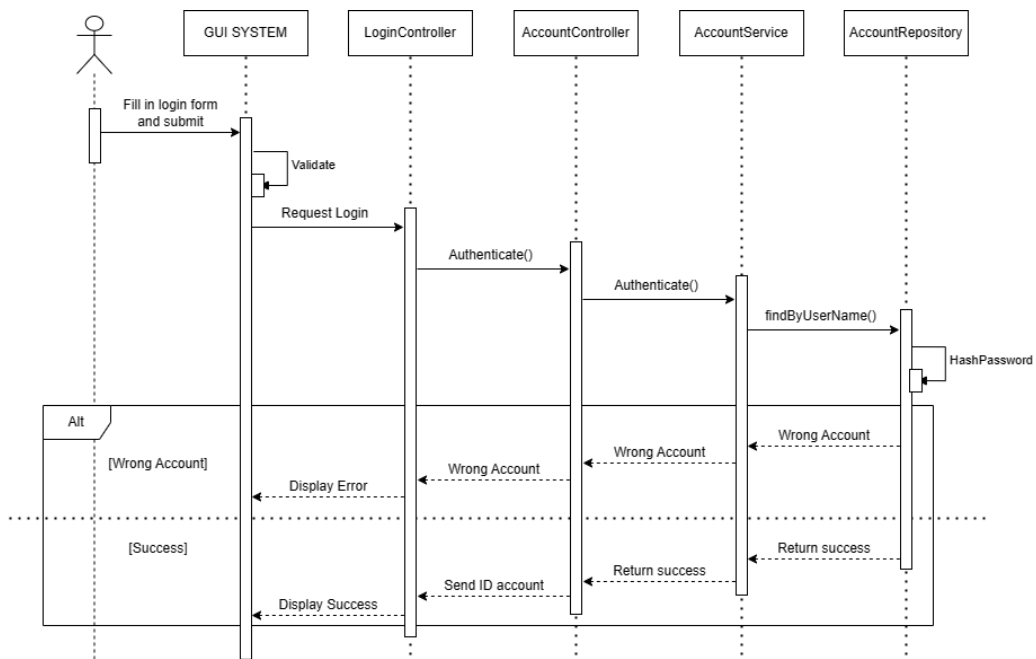 GUI SYSTEM
LoginController
AccountController
AccountService
AccountRepository
Fill in login form
and submit
Validate
Request Login
Authenticate()
Authenticate()
findByUserName()
HashPassword
Alt
[Wrong Account]
Wrong Account
Wrong Account
Wrong Account
Display Error
[Success]
Return success
Return success
Send ID account
Display Success